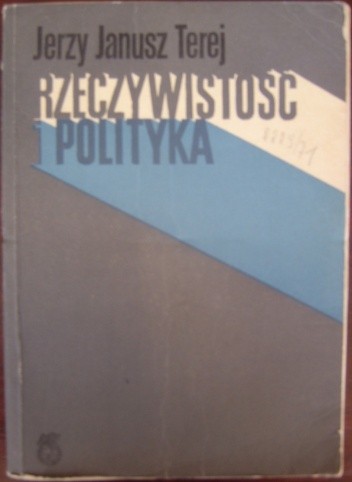 Jerzy Janusz Terej
RZECZYWISTOŚĆ
i POLITYKA